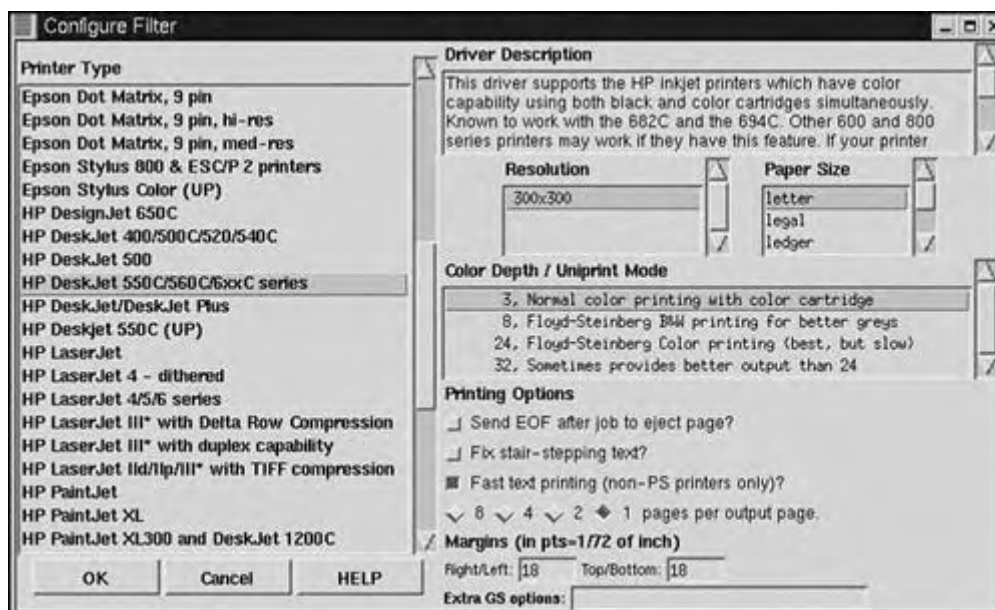 Configure Filter
Printer Type
Epson Dot Matrix, 9 pin
Epson Dot Matrix, 9 pin, hi-res
Epson Dot Matrix, 9 pin, med-res
Epson Stylus 800 & ESC/P 2 printers
Epson Stylus Color (UP)
HP DesignJet 650C
HP DeskJet 400/500C/520/540C
HP DeskJet 500
HP DeskJet 550C/560C/6xxC series
HP DeskJet/DeskJet Plus
HP Deskjet 550C (UP)
HP LaserJet
HP LaserJet 4 - dithered
HP LaserJet 4/5/6 series
HP LaserJet III* with Delta Row Compression
HP LaserJet III* with duplex capability
HP LaserJet IId/IIp/III* with TIFF compression
HP PaintJet
HP PaintJet XL
HP PaintJet XL300 and DeskJet 1200C
OK Cancel HELP
Driver Description
This driver supports the HP inkjet printers which have color
capability using both black and color cartridges simultaneously.
Known to work with the 682C and the 694C. Other 600 and 800
series printers may work if they have this feature. If your printer
Resolution
300x300
Paper Size
letter
legal
ledger
Color Depth / Uniprint Mode
3, Normal color printing with color cartridge
8, Floyd-Steinberg B&W printing for better greys
24, Floyd-Steinberg Color printing (best, but slow)
32, Sometimes provides better output than 24
Printing Options
Send EOF after job to eject page?
Fix stair-stepping text?
Fast text printing (non-PS printers only)?
8 4 2 1 pages per output page.
Margins (in pts=1/72 of inch)
Right/Left: 18 Top/Bottom: 18
Extra GS options: